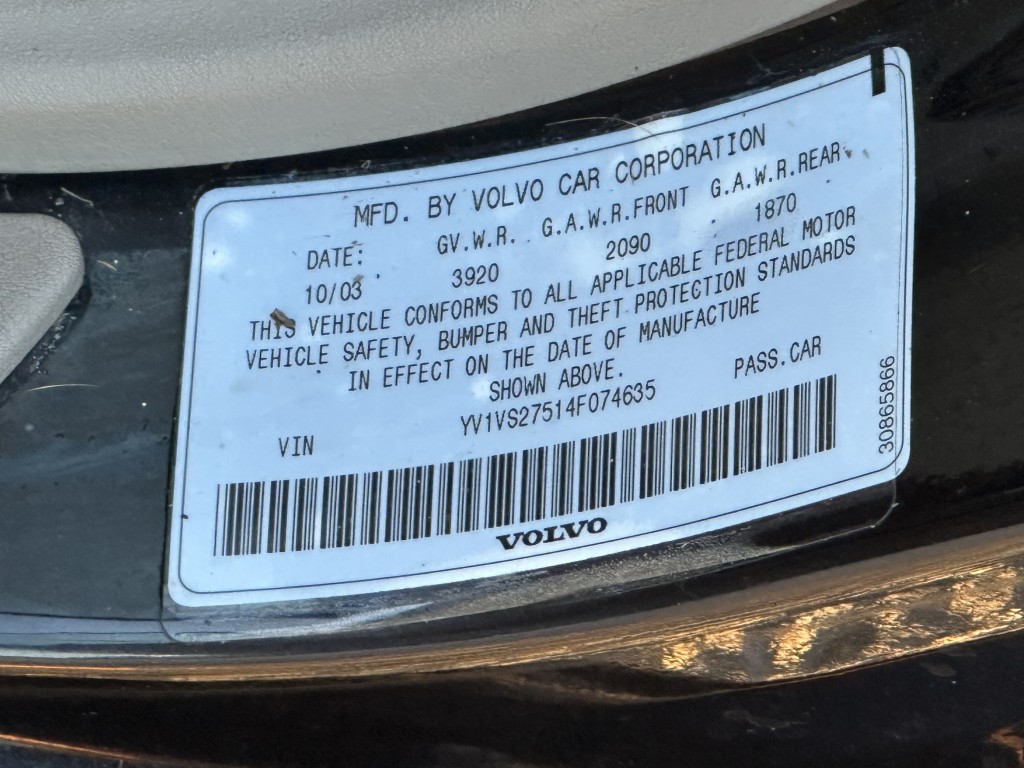 MFD. BY VOLVO CAR CORPORATION
DATE: GV.W.R. G.A.W.R.FRONT G.A.W.R.REAR
10/03 3920 2090 1870
THIS VEHICLE CONFORMS TO ALL APPLICABLE FEDERAL MOTOR
VEHICLE SAFETY, BUMPER AND THEFT PROTECTION STANDARDS
IN EFFECT ON THE DATE OF MANUFACTURE
SHOWN ABOVE.
VIN YV1VS27514F074635 PASS.CAR
VOLVO
30865866